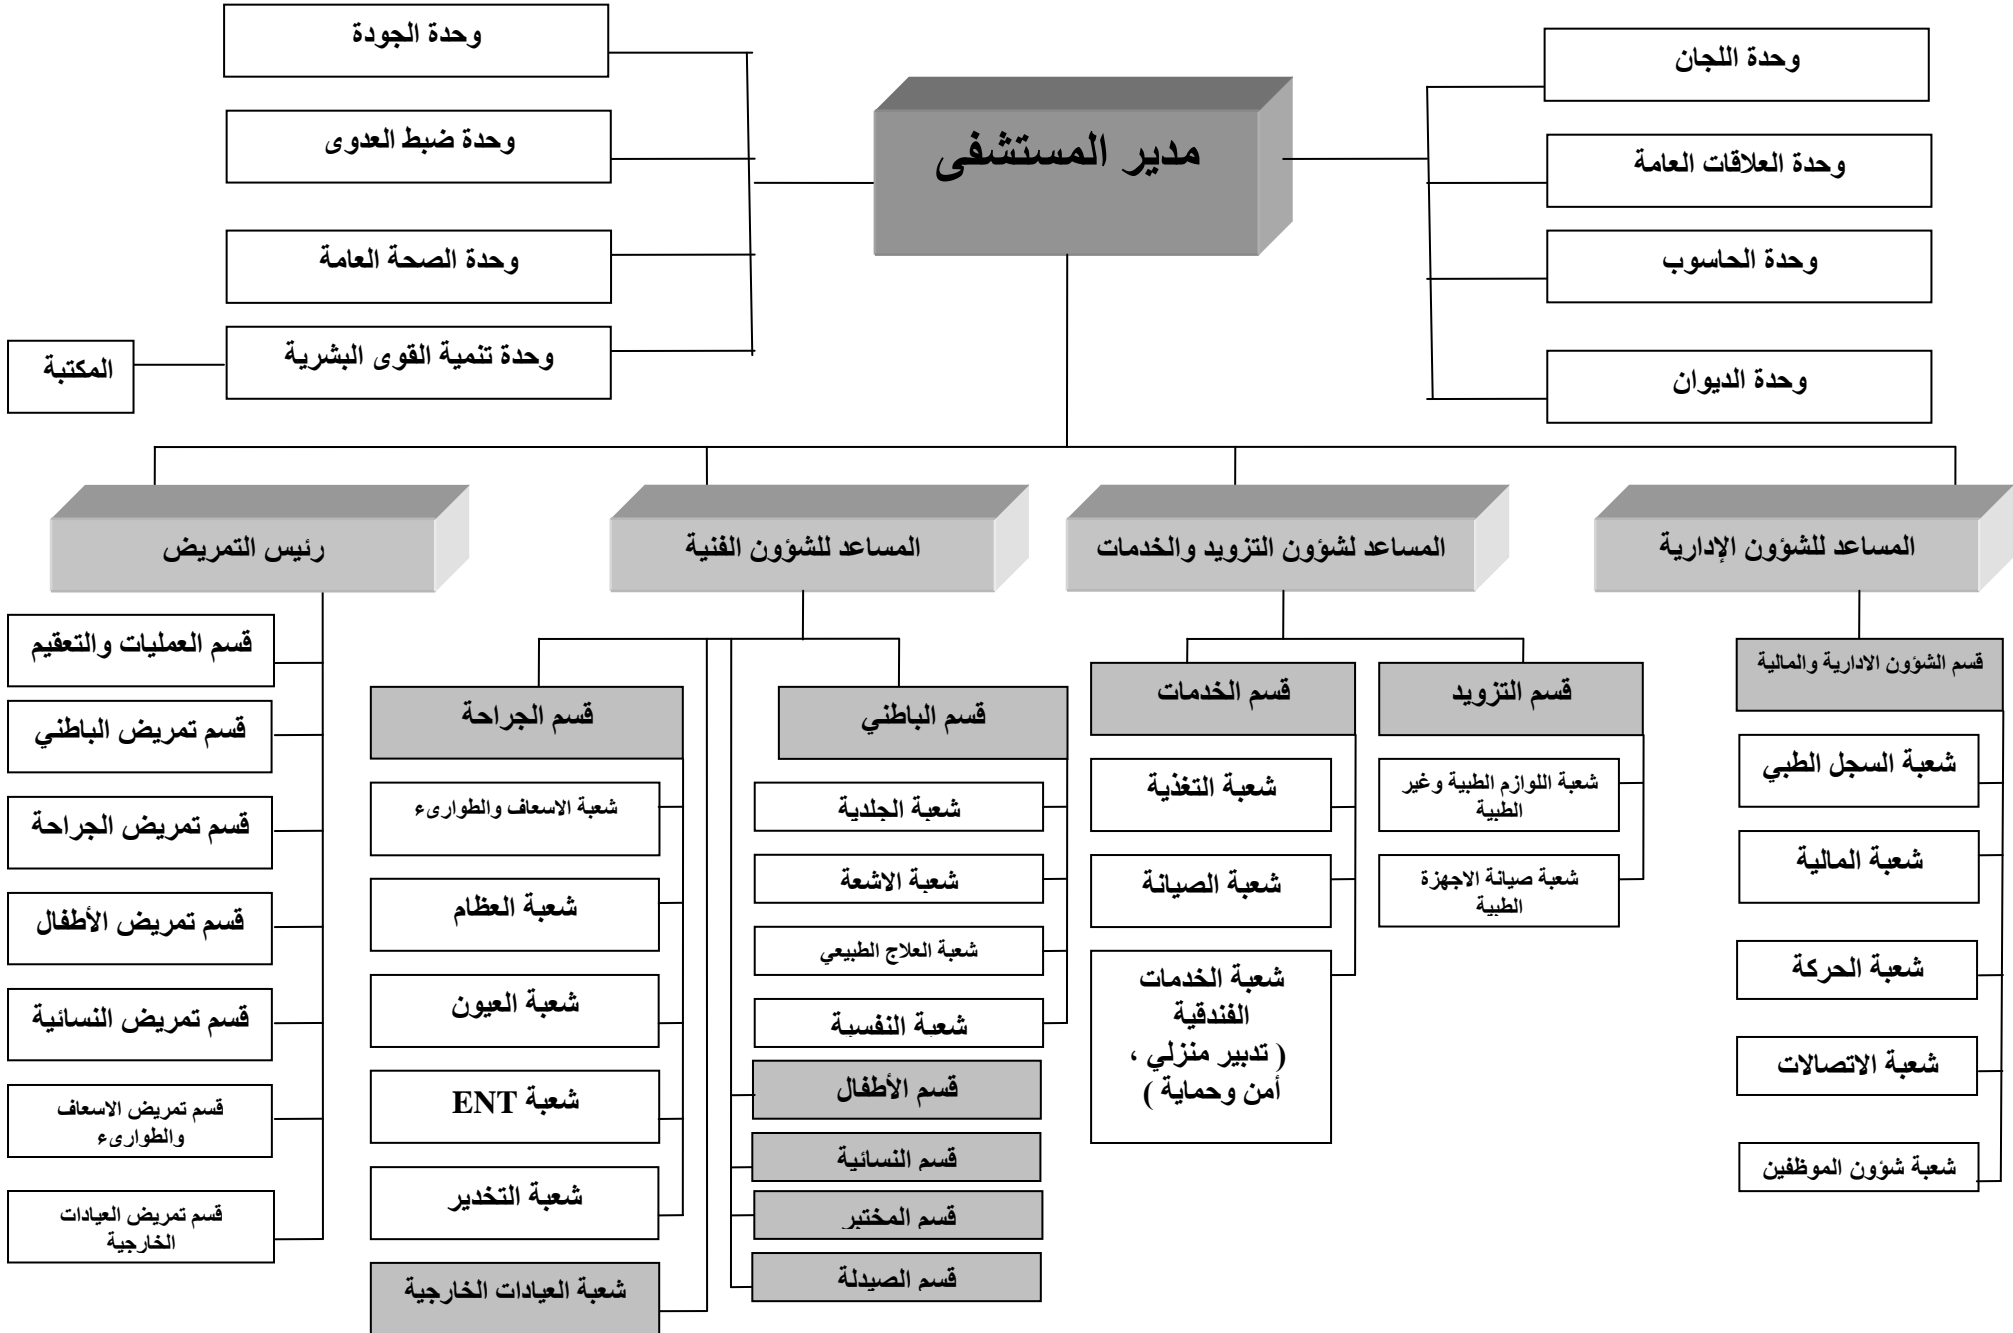 وحدة الجودة
وحدة اللجان
مدير المستشفى
وحدة ضبط العدوى
وحدة العلاقات العامة
وحدة الصحة العامة
وحدة الحاسوب
وحدة تنمية القوى البشرية
المكتبة
وحدة الديوان
المساعد للشؤون الإدارية
المساعد لشؤون التزويد والخدمات
المساعد للشؤون الفنية
رئيس التمريض
قسم الشؤون الادارية والمالية
شعبة السجل الطبي
شعبة المالية
شعبة الحركة
شعبة الاتصالات
شعبة شؤون الموظفين
قسم التزويد
شعبة اللوازم الطبية وغير
الطبية
شعبة صيانة الاجهزة
الطبية
قسم الخدمات
شعبة التغذية
شعبة الصيانة
شعبة الخدمات
الفندقية
( تدبير منزلي ،
أمن وحماية )
قسم الباطني
شعبة الجلدية
شعبة الاشعة
شعبة العلاج الطبيعي
شعبة النفسية
قسم الأطفال
قسم النسائية
قسم المختبر
قسم الصيدلة
قسم الجراحة
شعبة الاسعاف والطوارىء
شعبة العظام
شعبة العيون
شعبة ENT
شعبة التخدير
شعبة العيادات الخارجية
قسم العمليات والتعقيم
قسم تمريض الباطني
قسم تمريض الجراحة
قسم تمريض الأطفال
قسم تمريض النسائية
قسم تمريض الاسعاف
والطوارىء
قسم تمريض العيادات
الخارجية